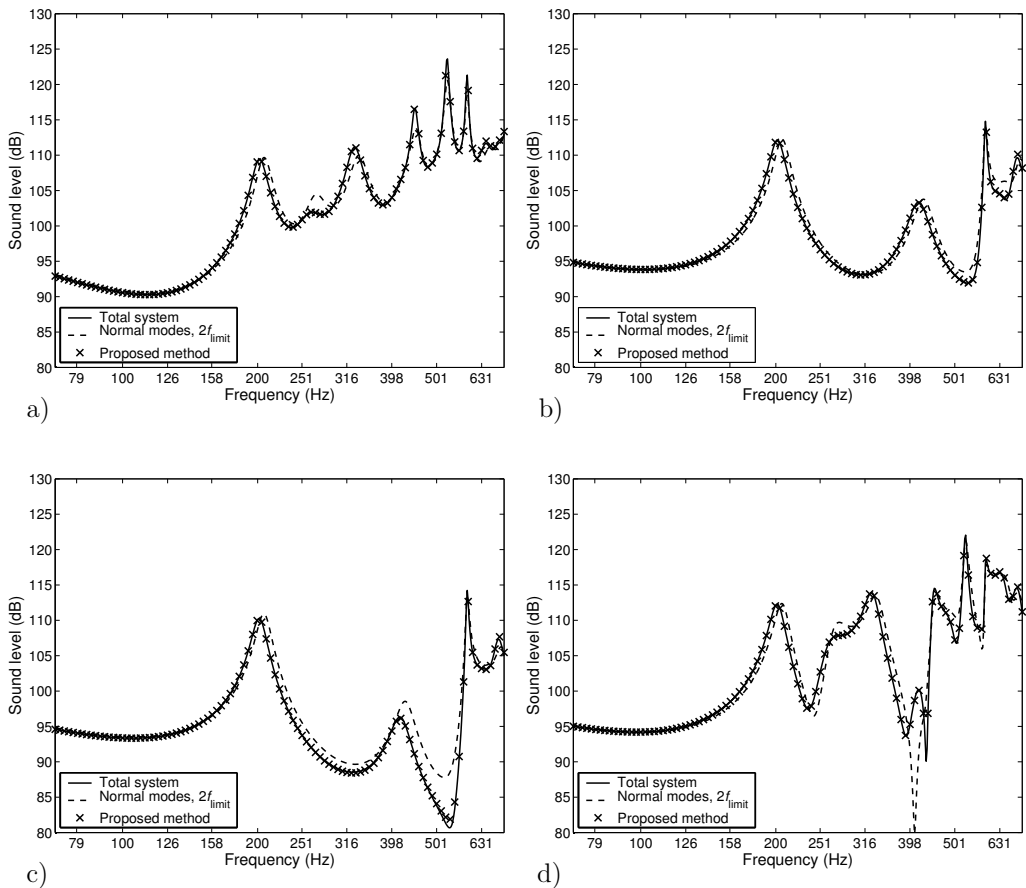 130
125
120
115
110
105
100
95
90
85
80
Sound level (dB)
Total system
Normal modes, 2f_limit
Proposed method
79 100 126 158 200 251 316 398 501 631
Frequency (Hz)
a)
130
125
120
115
110
105
100
95
90
85
80
Sound level (dB)
Total system
Normal modes, 2f_limit
Proposed method
79 100 126 158 200 251 316 398 501 631
Frequency (Hz)
b)
130
125
120
115
110
105
100
95
90
85
80
Sound level (dB)
Total system
Normal modes, 2f_limit
Proposed method
79 100 126 158 200 251 316 398 501 631
Frequency (Hz)
c)
130
125
120
115
110
105
100
95
90
85
80
Sound level (dB)
Total system
Normal modes, 2f_limit
Proposed method
79 100 126 158 200 251 316 398 501 631
Frequency (Hz)
d)